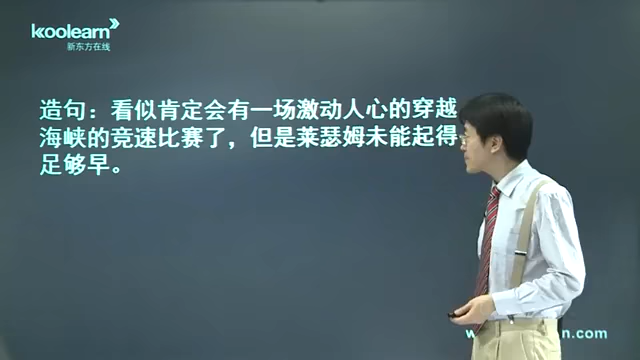 koolearn
新东方在线
造句：看似肯定会有一场激动人心的穿越
海峡的竞速比赛了，但是莱瑟姆未能起得
足够早。